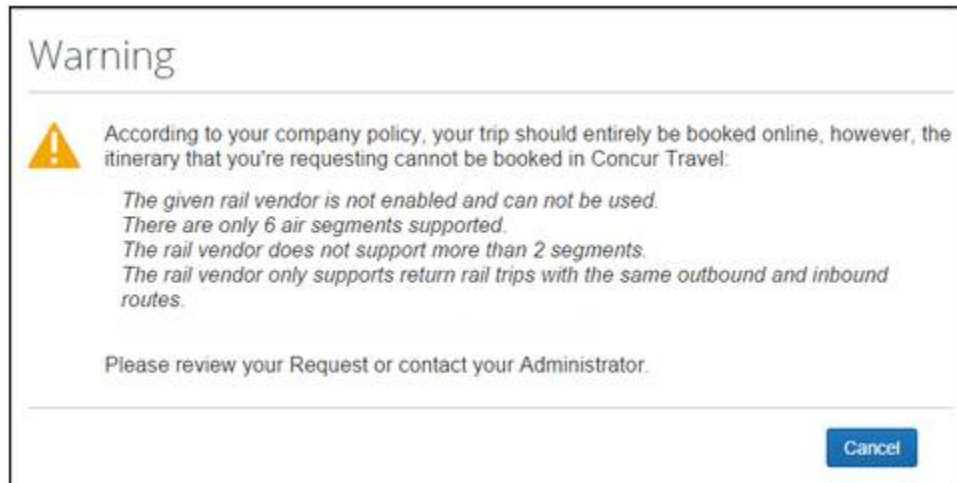 Warning
According to your company policy, your trip should entirely be booked online, however, the
itinerary that you're requesting cannot be booked in Concur Travel:
The given rail vendor is not enabled and can not be used.
There are only 6 air segments supported.
The rail vendor does not support more than 2 segments.
The rail vendor only supports return rail trips with the same outbound and inbound
routes.
Please review your Request or contact your Administrator.
Cancel